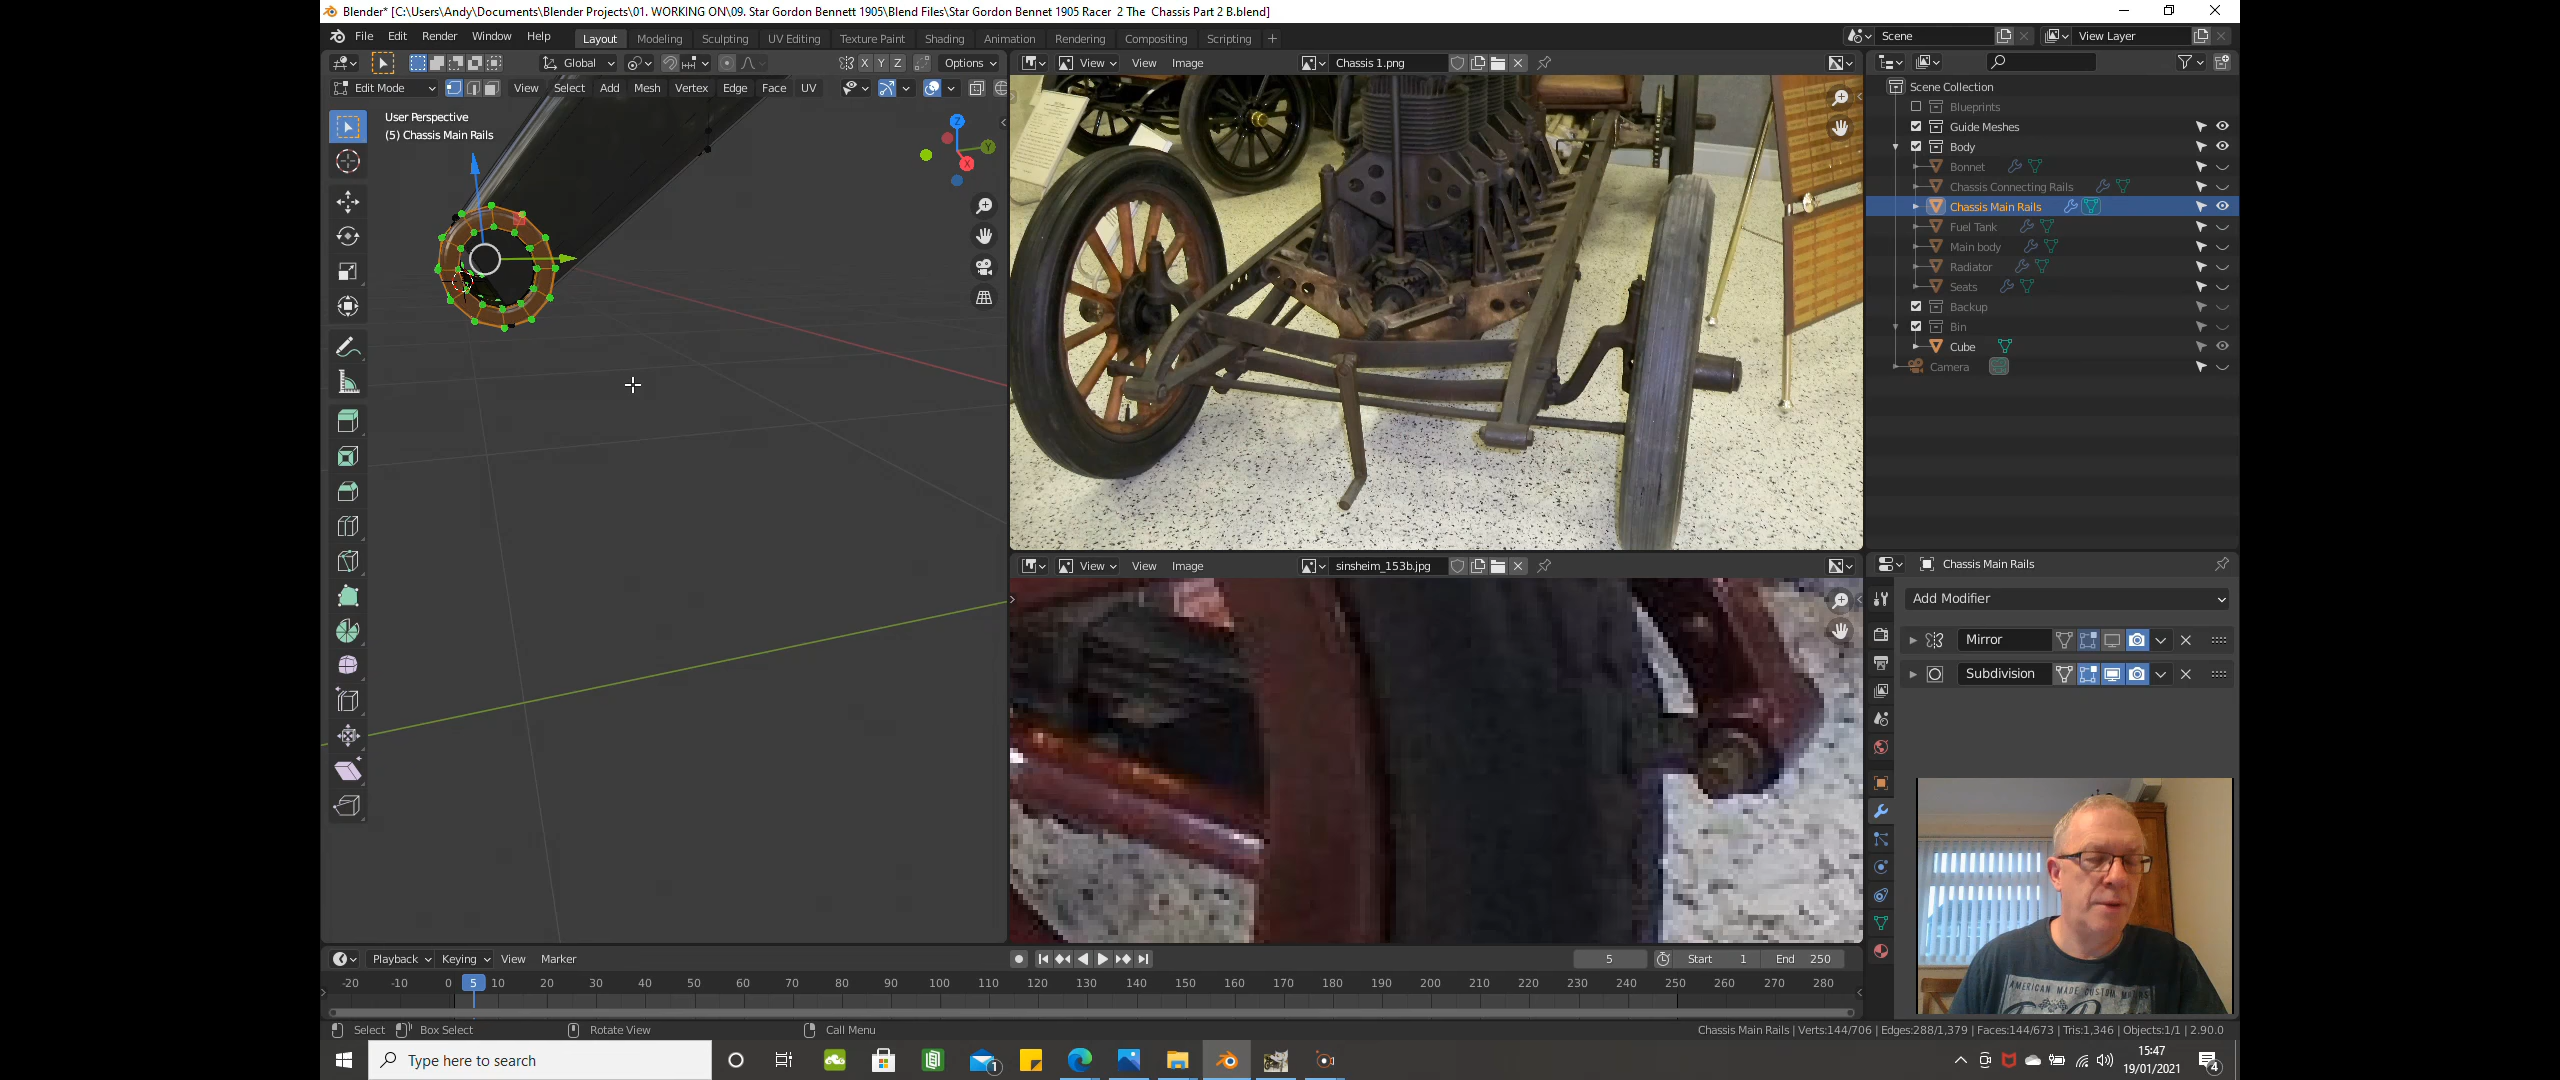 Blender* [C:\Users\Andy\Documents\Blender Projects\01. WORKING ON\09. Star Gordon Bennett 1905\Blend Files\Star Gordon Bennet 1905 Racer  2 The  Chassis Part 2 B.blend]
File Edit Render Window Help Layout Modeling Sculpting UV Editing Texture Paint Shading Animation Rendering Compositing Scripting + Scene View Layer
Global X Y Z Options View View Image Chassis 1.png
Edit Mode View Select Add Mesh Vertex Edge Face UV
User Perspective
(5) Chassis Main Rails
Z
Y
X
Scene Collection
Blueprints
Guide Meshes
Body
Bonnet
Chassis Connecting Rails
Chassis Main Rails
Fuel Tank
Main body
Radiator
Seats
Backup
Bin
Cube
Camera
View View Image sinsheim_153b.jpg
Chassis Main Rails
Add Modifier
Mirror
Subdivision
AMERICAN MADE CUSTOM MOTORS
Playback Keying View Marker 5 Start 1 End 250
-20 -10 0 5 10 20 30 40 50 60 70 80 90 100 110 120 130 140 150 160 170 180 190 200 210 220 230 240 250 260 270 280
Select Box Select Rotate View Call Menu Chassis Main Rails | Verts:144/706 | Edges:288/1,379 | Faces:144/673 | Tris:1,346 | Objects:1/1 | 2.90.0
Type here to search
1
15:47
19/01/2021
4